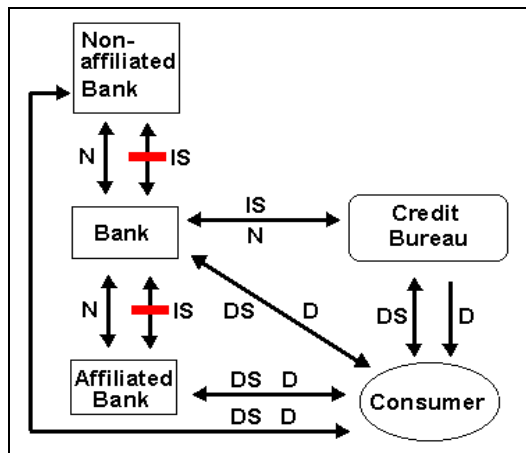 Non-
affiliated
Bank
N
IS
IS
N
Bank
Credit
Bureau
N
IS
DS D
DS D
Affiliated
Bank
DS D
Consumer
DS D